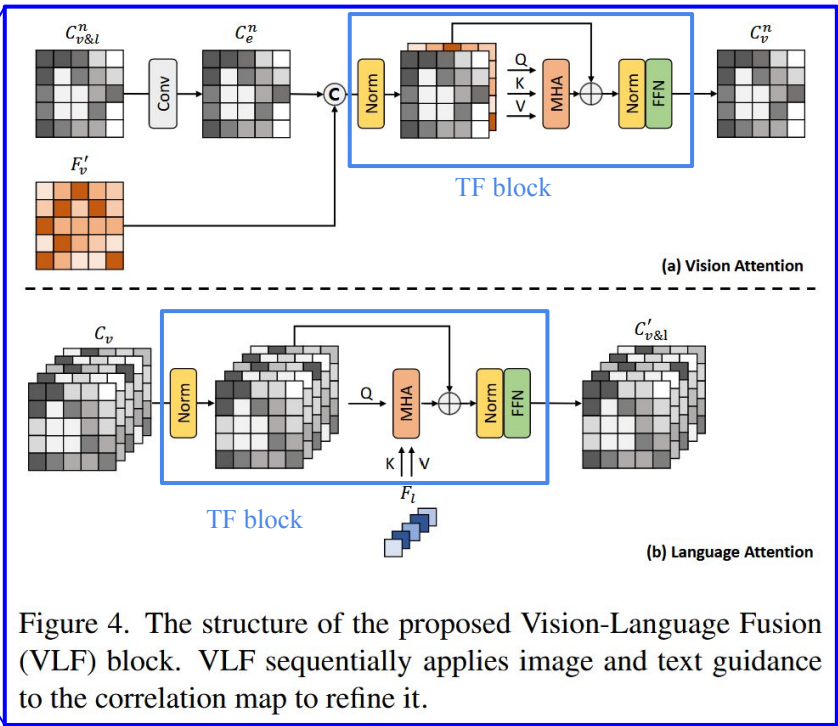 C^n_{v&l}
C^n_e
C^n_v
Conv
C
Norm
Q
K
V
MHA
Norm
FFN
F'_v
TF block
(a) Vision Attention
C_v
C'_{v&l}
Norm
Q
MHA
Norm
FFN
K
V
F_l
TF block
(b) Language Attention
Figure 4. The structure of the proposed Vision-Language Fusion
(VLF) block. VLF sequentially applies image and text guidance
to the correlation map to refine it.